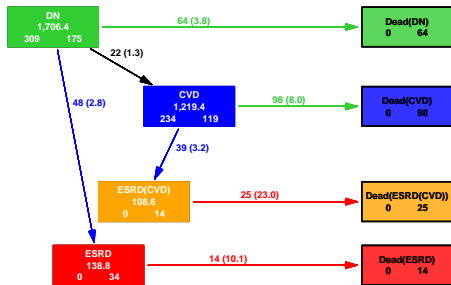 DN
1,706.4
309 175
64 (3.8)
Dead(DN)
0 64
22 (1.3)
48 (2.8)
CVD
1,219.4
234 119
98 (8.0)
Dead(CVD)
0 98
39 (3.2)
ESRD(CVD)
108.6
0 14
25 (23.0)
Dead(ESRD(CVD))
0 25
ESRD
138.8
0 34
14 (10.1)
Dead(ESRD)
0 14